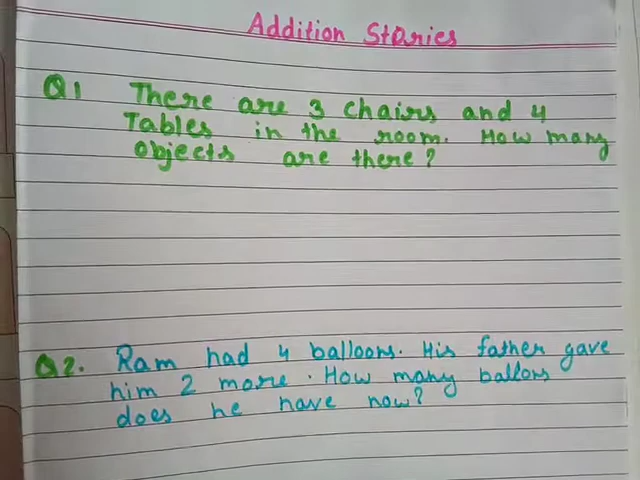 Addition Stories
Q1 There are 3 chairs and 4
Tables in the room. How many
objects are there?
Q2. Ram had 4 balloons. His father gave
him 2 more. How many ballons
does he have now?